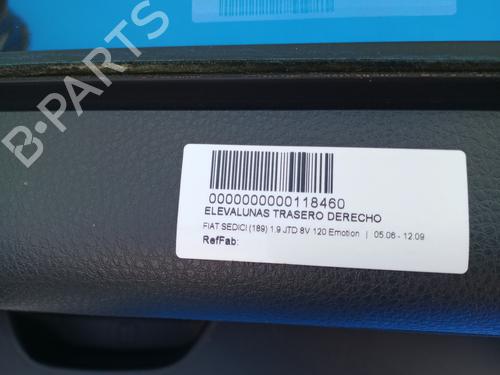 B-PARTS
0000000000118460
ELEVALUNAS TRASERO DERECHO
FIAT SEDICI (189) 1.9 JTD 8V 120 Emotion | 05.06 - 12.09
RefFab: